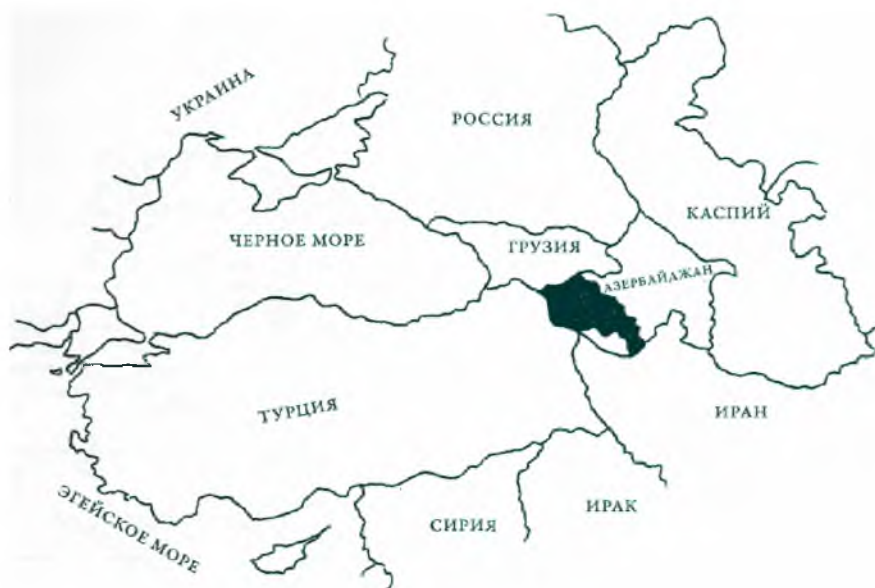 УКРАИНА
РОССИЯ
КАСПИЙ
ЧЕРНОЕ МОРЕ
ГРУЗИЯ
АЗЕРБАЙДЖАН
ТУРЦИЯ
ИРАН
ЭГЕЙСКОЕ МОРЕ
СИРИЯ
ИРАК